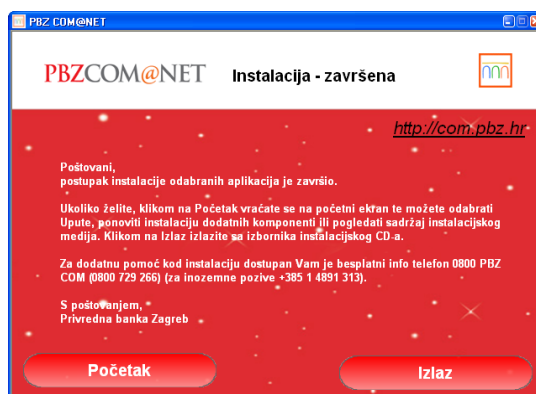 PBZ COM@NET
PBZCOM@NET
Instalacija - završena
http://com.pbz.hr
Poštovani,
postupak instalacije odabranih aplikacija je završio.
Ukoliko želite, klikom na Početak vraćate se na početni ekran te možete odabrati
Upute, ponoviti instalaciju dodatnih komponenti ili pogledati sadržaj instalacijskog
medija. Klikom na Izlaz izlazite sa izbornika instalacijskog CD-a.
Za dodatnu pomoć kod instalaciju dostupan Vam je besplatni info telefon 0800 PBZ
COM (0800 729 266) (za inozemne pozive +385 1 4891 313).
S poštovanjem,
Privredna banka Zagreb
Početak
Izlaz